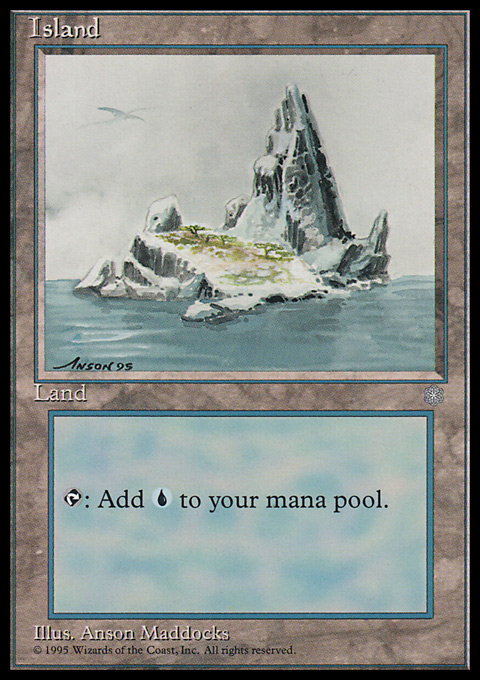 Island
ANSON 95
Land
: Add to your mana pool.
Illus. Anson Maddocks
© 1995 Wizards of the Coast, Inc. All rights reserved.